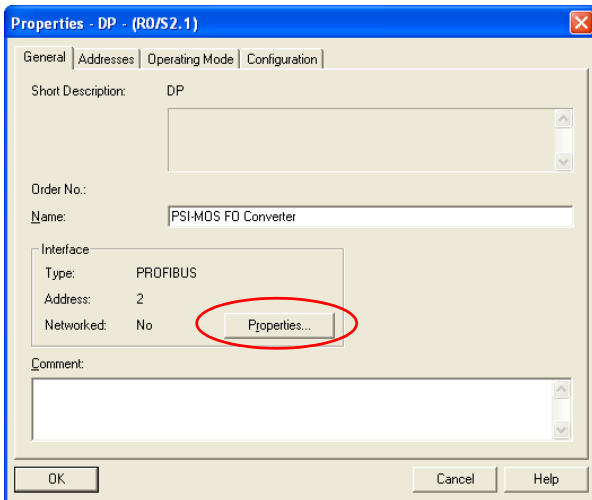 Properties - DP - (R0/S2.1)
General Addresses Operating Mode Configuration
Short Description: DP
Order No.:
Name: PSI-MOS FO Converter
Interface
Type: PROFIBUS
Address: 2
Networked: No Properties...
Comment:
OK Cancel Help